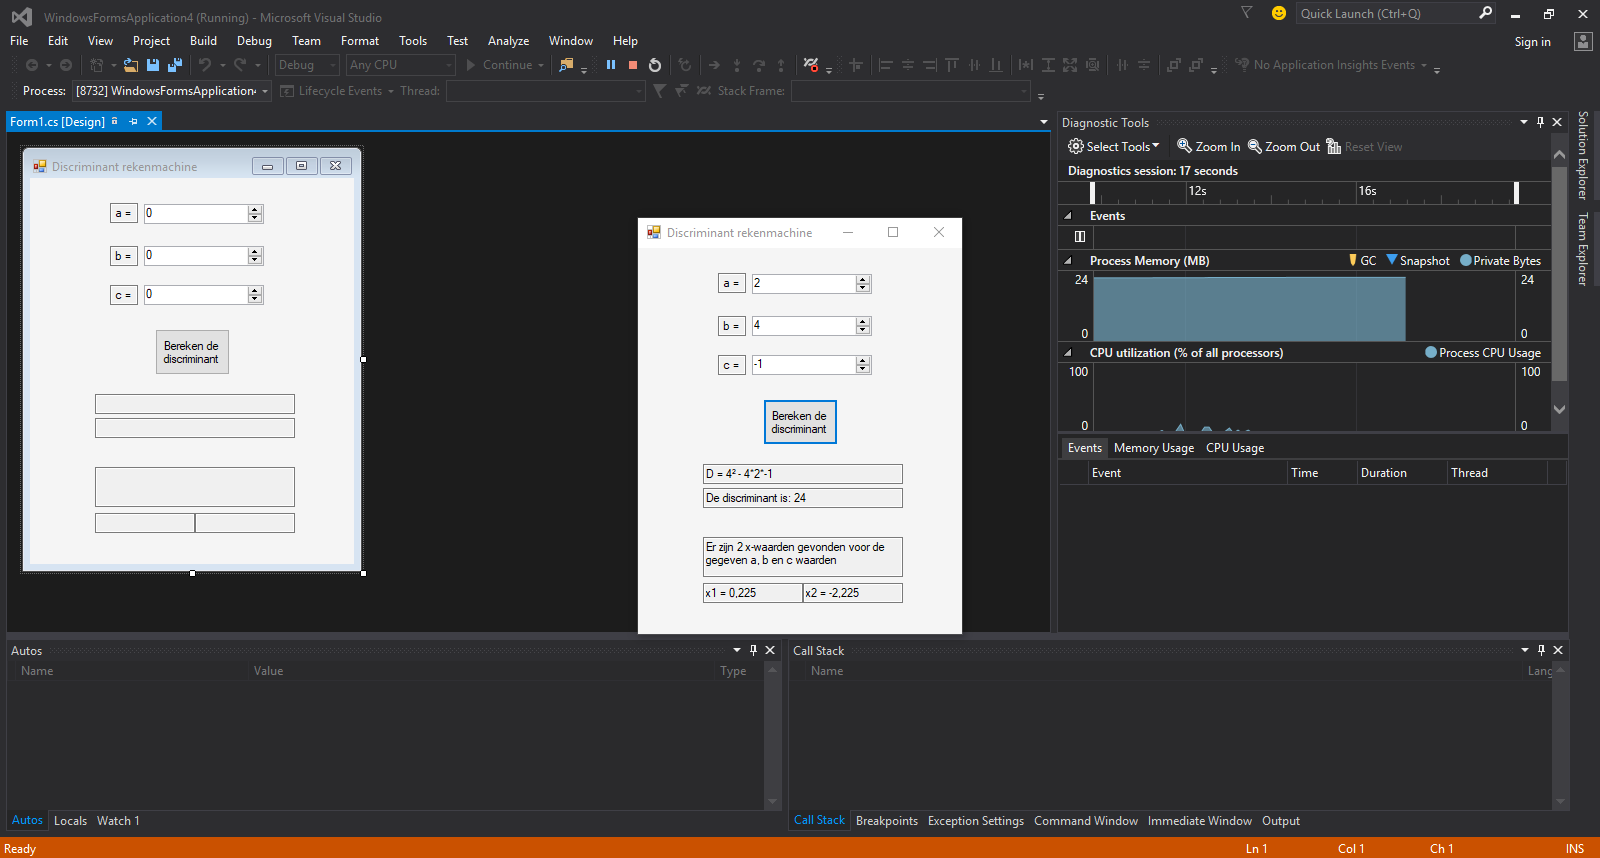 WindowsFormsApplication4 (Running) - Microsoft Visual Studio
Quick Launch (Ctrl+Q)
File Edit View Project Build Debug Team Format Tools Test Analyze Window Help
Sign in
Debug Any CPU Continue
No Application Insights Events
Process: [8732] WindowsFormsApplication4
Lifecycle Events Thread: Stack Frame:
Form1.cs [Design]
Discriminant rekenmachine
a = 0
b = 0
c = 0
Bereken de
discriminant
Discriminant rekenmachine
a = 2
b = 4
c = -1
Bereken de
discriminant
D = 4² - 4*2*-1
De discriminant is: 24
Er zijn 2 x-waarden gevonden voor de
gegeven a, b en c waarden
x1 = 0,225 x2 = -2,225
Diagnostic Tools
Select Tools Zoom In Zoom Out Reset View
Diagnostics session: 17 seconds
12s 16s
Events
Process Memory (MB) GC Snapshot Private Bytes
24 24
0 0
CPU utilization (% of all processors) Process CPU Usage
100 100
0 0
Events Memory Usage CPU Usage
Event Time Duration Thread
Solution Explorer
Team Explorer
Autos
Name Value Type
Autos Locals Watch 1
Call Stack
Name Lang
Call Stack Breakpoints Exception Settings Command Window Immediate Window Output
Ready Ln 1 Col 1 Ch 1 INS